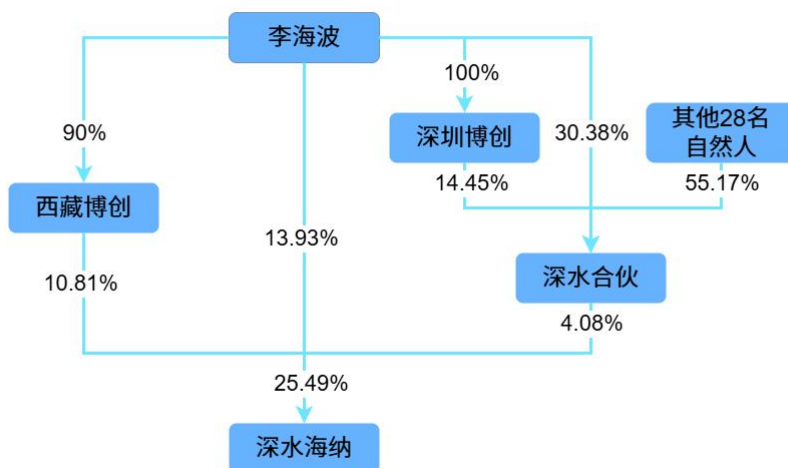 李海波
100%
90%
深圳博创
30.38%
其他28名
自然人
西藏博创
14.45%
55.17%
13.93%
10.81%
深水合伙
4.08%
25.49%
深水海纳